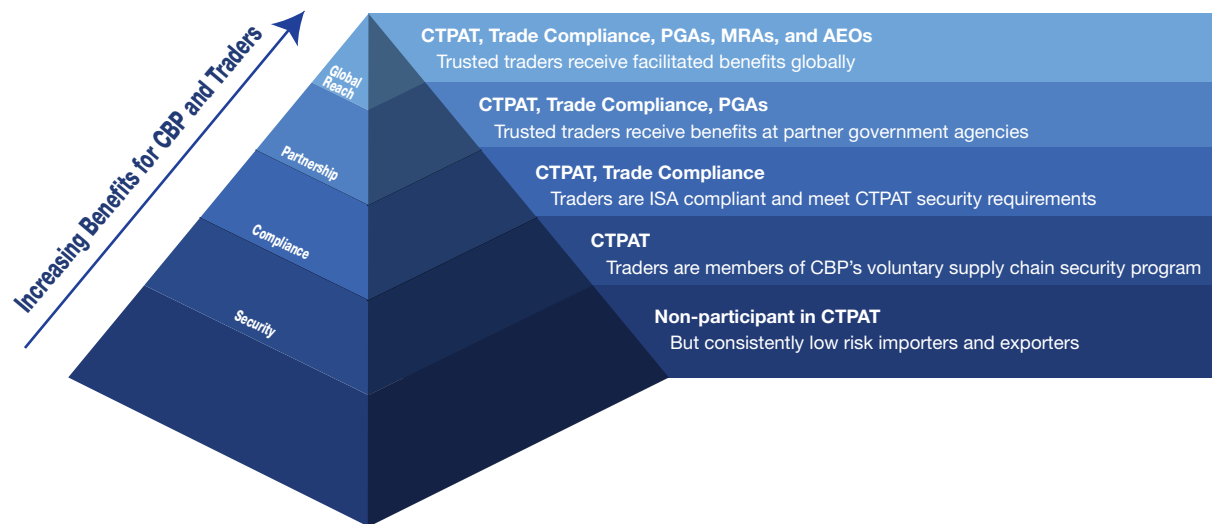 Increasing Benefits for CBP and Traders
Global
Reach
Partnership
Compliance
Security
CTPAT, Trade Compliance, PGAs, MRAs, and AEOs
Trusted traders receive facilitated benefits globally
CTPAT, Trade Compliance, PGAs
Trusted traders receive benefits at partner government agencies
CTPAT, Trade Compliance
Traders are ISA compliant and meet CTPAT security requirements
CTPAT
Traders are members of CBP’s voluntary supply chain security program
Non-participant in CTPAT
But consistently low risk importers and exporters